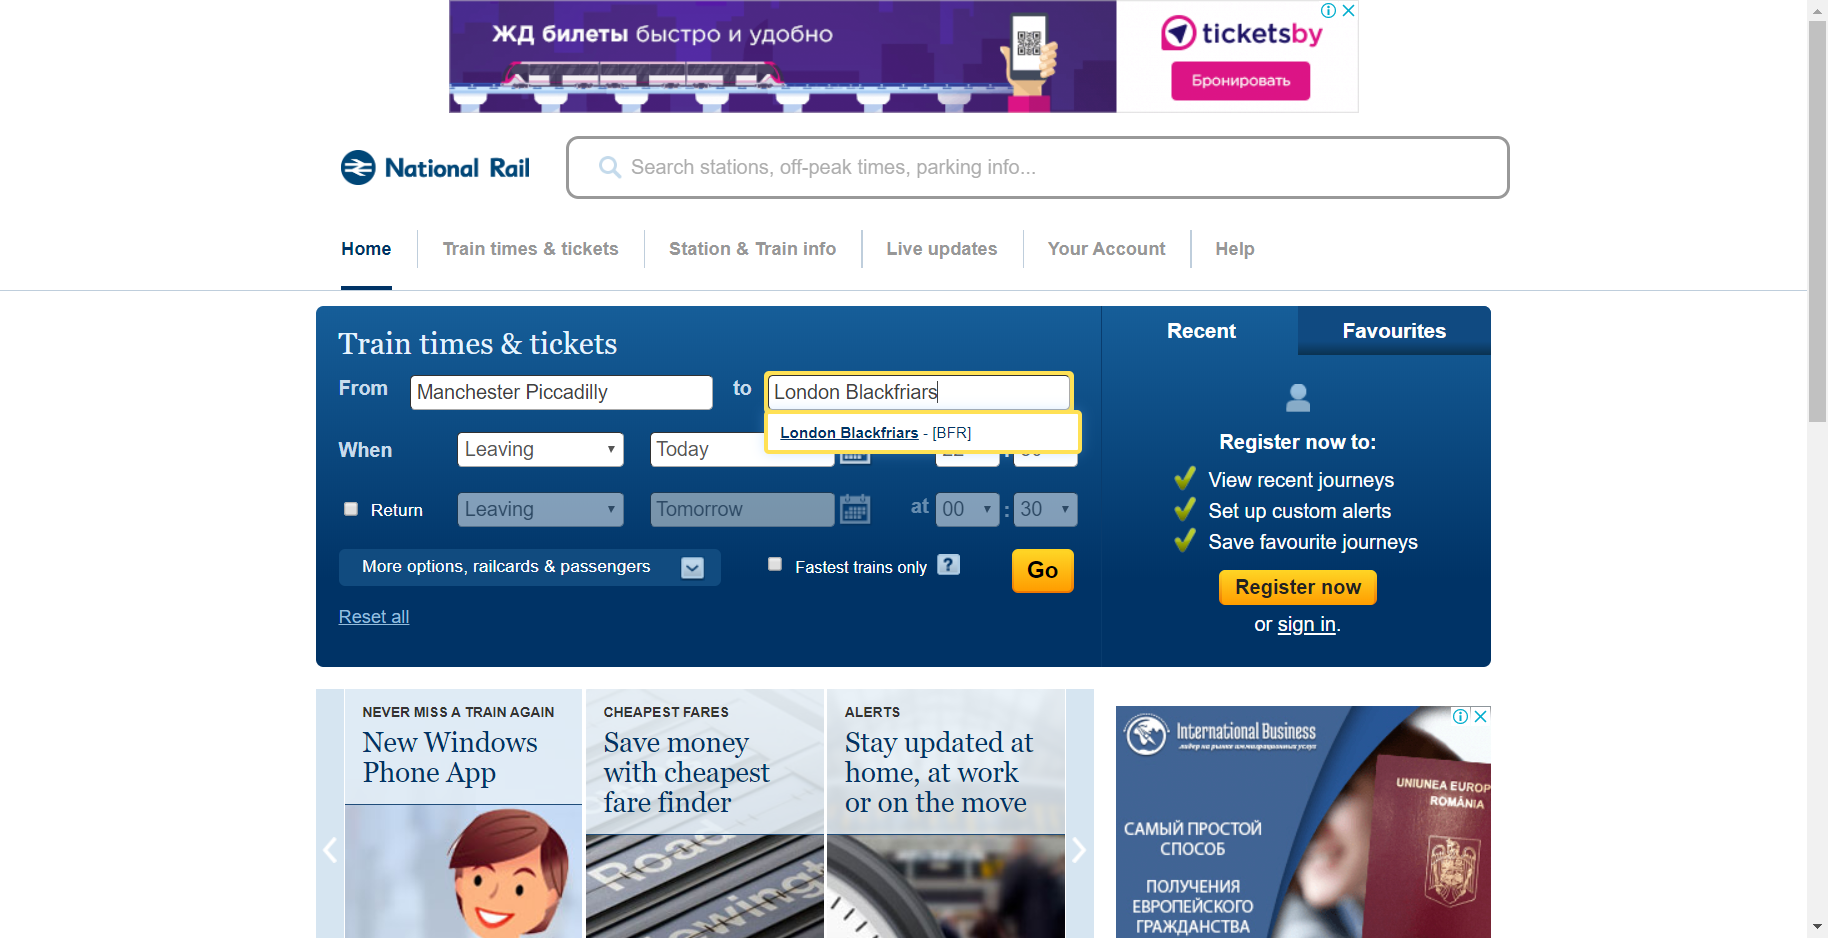 ЖД билеты быстро и удобно
ticketsby
Бронировать
National Rail
Search stations, off-peak times, parking info...
Home
Train times & tickets
Station & Train info
Live updates
Your Account
Help
Train times & tickets
From
Manchester Piccadilly
to
London Blackfriars
London Blackfriars - [BFR]
When
Leaving
Today
Return
Leaving
Tomorrow
at
00
:
30
More options, railcards & passengers
Fastest trains only
?
Go
Reset all
Recent
Favourites
Register now to:
View recent journeys
Set up custom alerts
Save favourite journeys
Register now
or sign in.
NEVER MISS A TRAIN AGAIN
New Windows
Phone App
CHEAPEST FARES
Save money
with cheapest
fare finder
Road
ALERTS
Stay updated at
home, at work
or on the move
International Business
лидер на рынке иммиграционных услуг
UNIUNEA EUROP
ROMÂNIA
САМЫЙ ПРОСТОЙ
СПОСОБ
ПОЛУЧЕНИЯ
ЕВРОПЕЙСКОГО
ГРАЖДАНСТВА